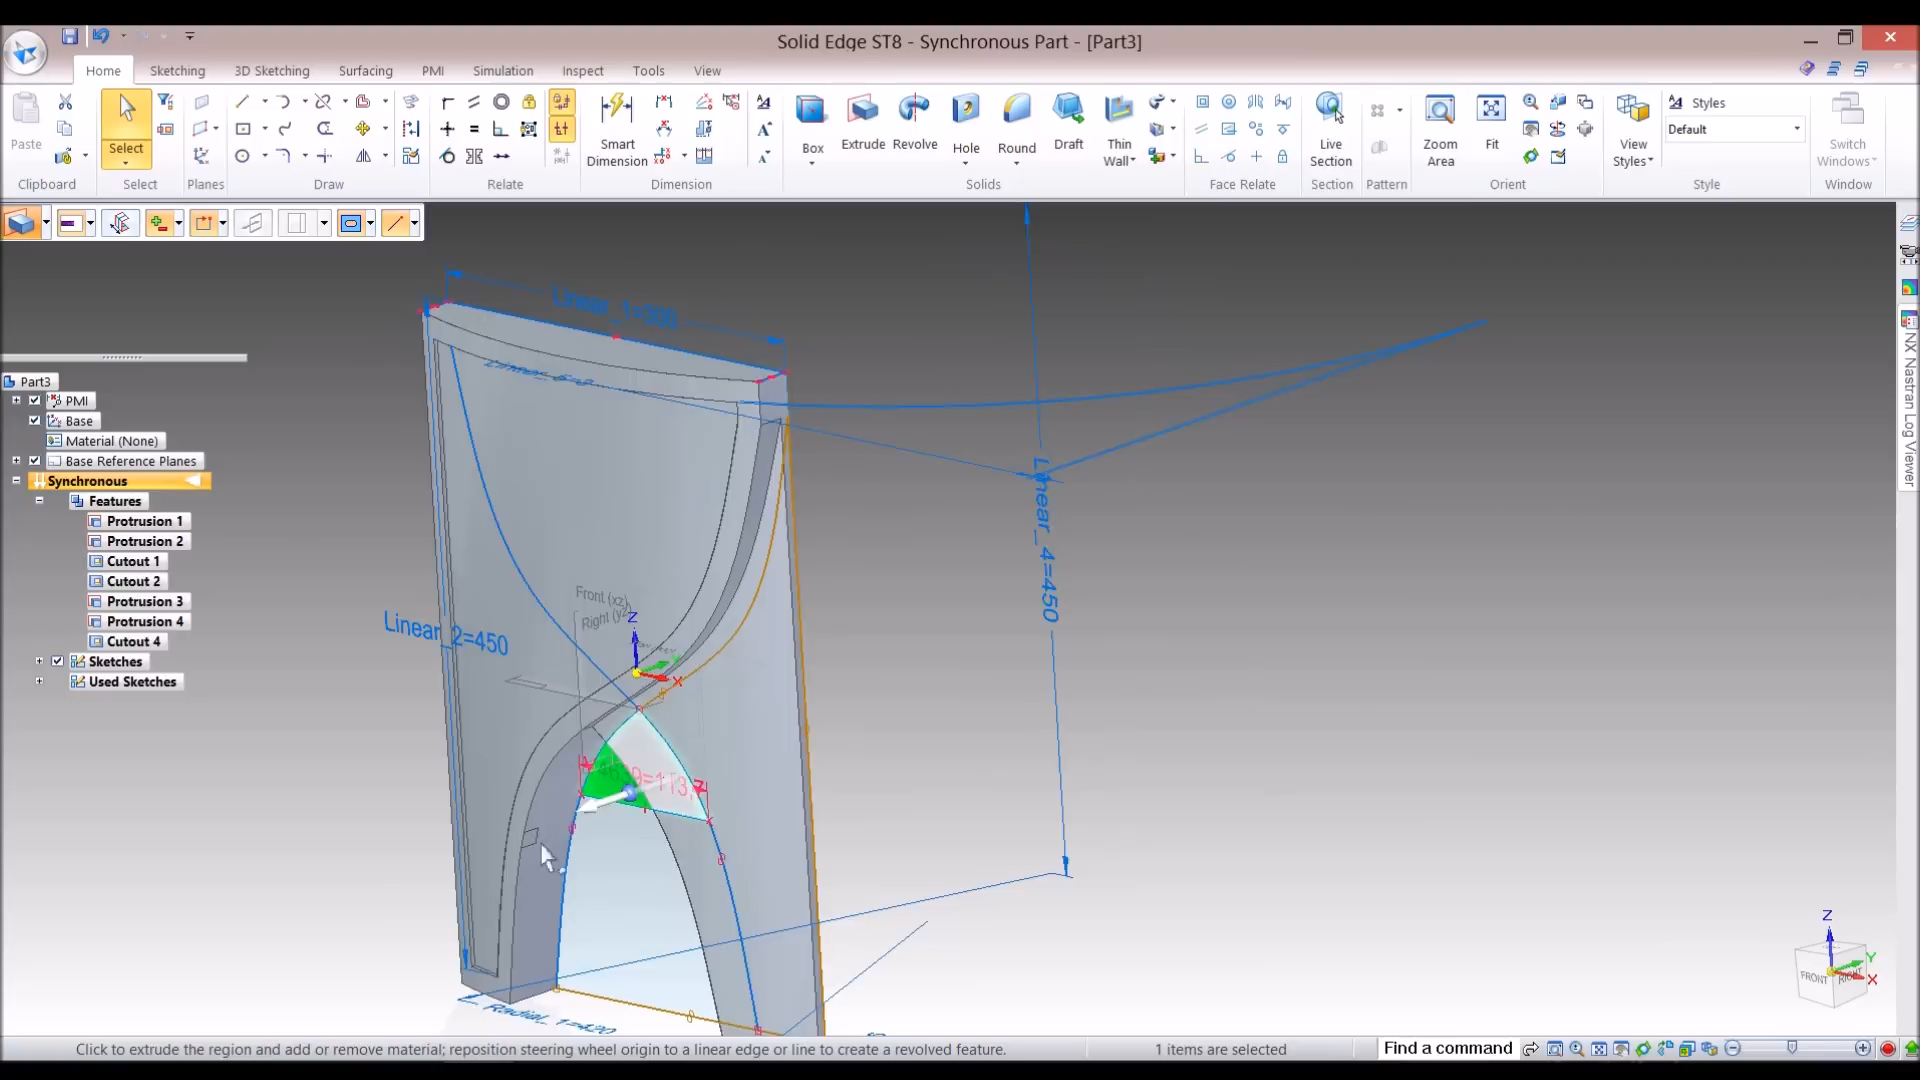 Solid Edge ST8 - Synchronous Part - [Part3]
Home
Sketching
3D Sketching
Surfacing
PMI
Simulation
Inspect
Tools
View
Paste
Select
Smart Dimension
Box
Extrude
Revolve
Hole
Round
Draft
Thin Wall
Live Section
Zoom Area
Fit
View Styles
Styles
Default
Switch Windows
Clipboard
Select
Planes
Draw
Relate
Dimension
Solids
Face Relate
Section
Pattern
Orient
Style
Window
Part3
PMI
Base
Material (None)
Base Reference Planes
Synchronous
Features
Protrusion 1
Protrusion 2
Cutout 1
Cutout 2
Protrusion 3
Protrusion 4
Cutout 4
Sketches
Used Sketches
Linear_1=300
Linear_2=450
Linear_4=450
Front (xz)
Right (yz
Z
X
Radial_1=420
NX Nastran Log Viewer
Z
Y
X
FRONT
RIGHT
Click to extrude the region and add or remove material; reposition steering wheel origin to a linear edge or line to create a revolved feature.
1 items are selected
Find a command